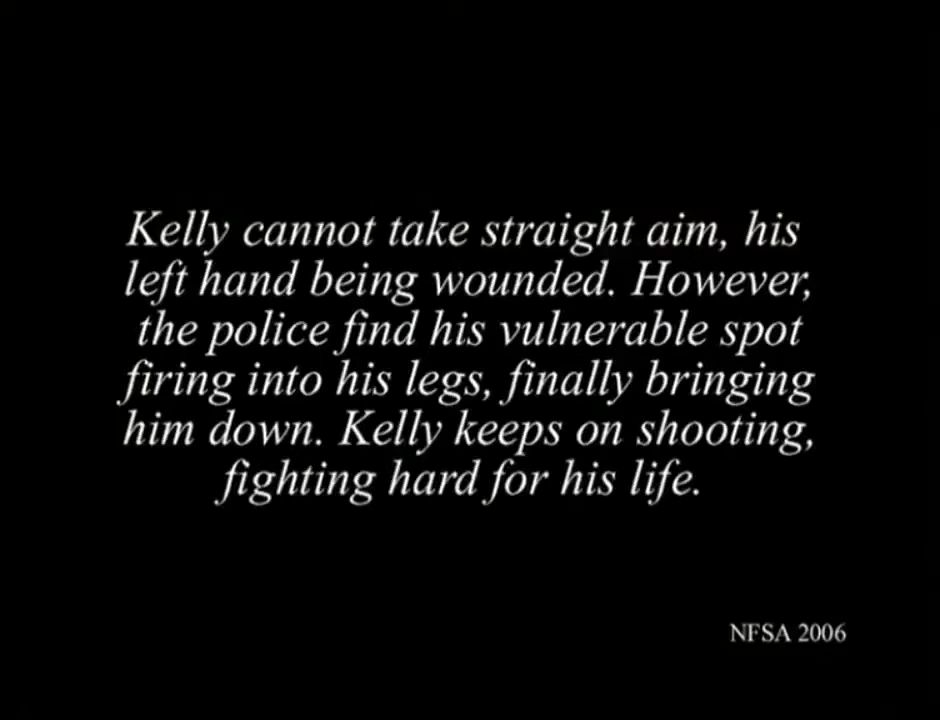 Kelly cannot take straight aim, his
left hand being wounded. However,
the police find his vulnerable spot
firing into his legs, finally bringing
him down. Kelly keeps on shooting,
fighting hard for his life.
NFSA 2006